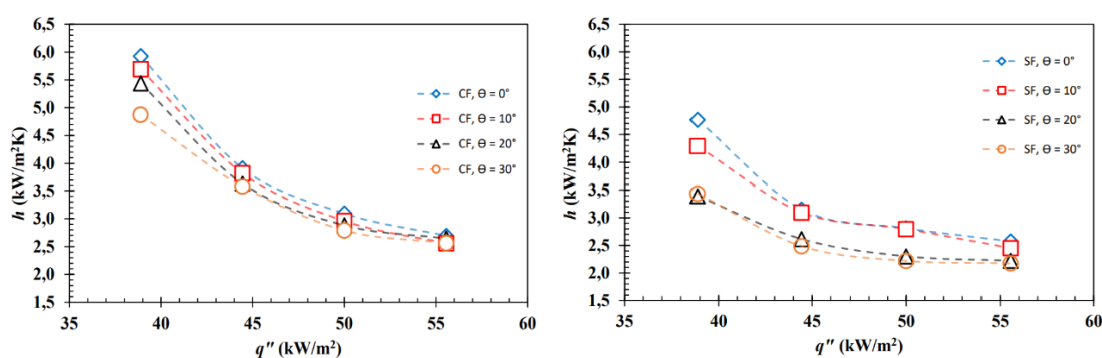 6,5
6,0
5,5
5,0
4,5
4,0
3,5
3,0
2,5
2,0
1,5
h (kW/m²K)
35 40 45 50 55 60
q″ (kW/m²)
CF, Θ = 0°
CF, Θ = 10°
CF, Θ = 20°
CF, Θ = 30°
6,5
6,0
5,5
5,0
4,5
4,0
3,5
3,0
2,5
2,0
1,5
h (kW/m²K)
35 40 45 50 55 60
q″ (kW/m²)
SF, Θ = 0°
SF, Θ = 10°
SF, Θ = 20°
SF, Θ = 30°